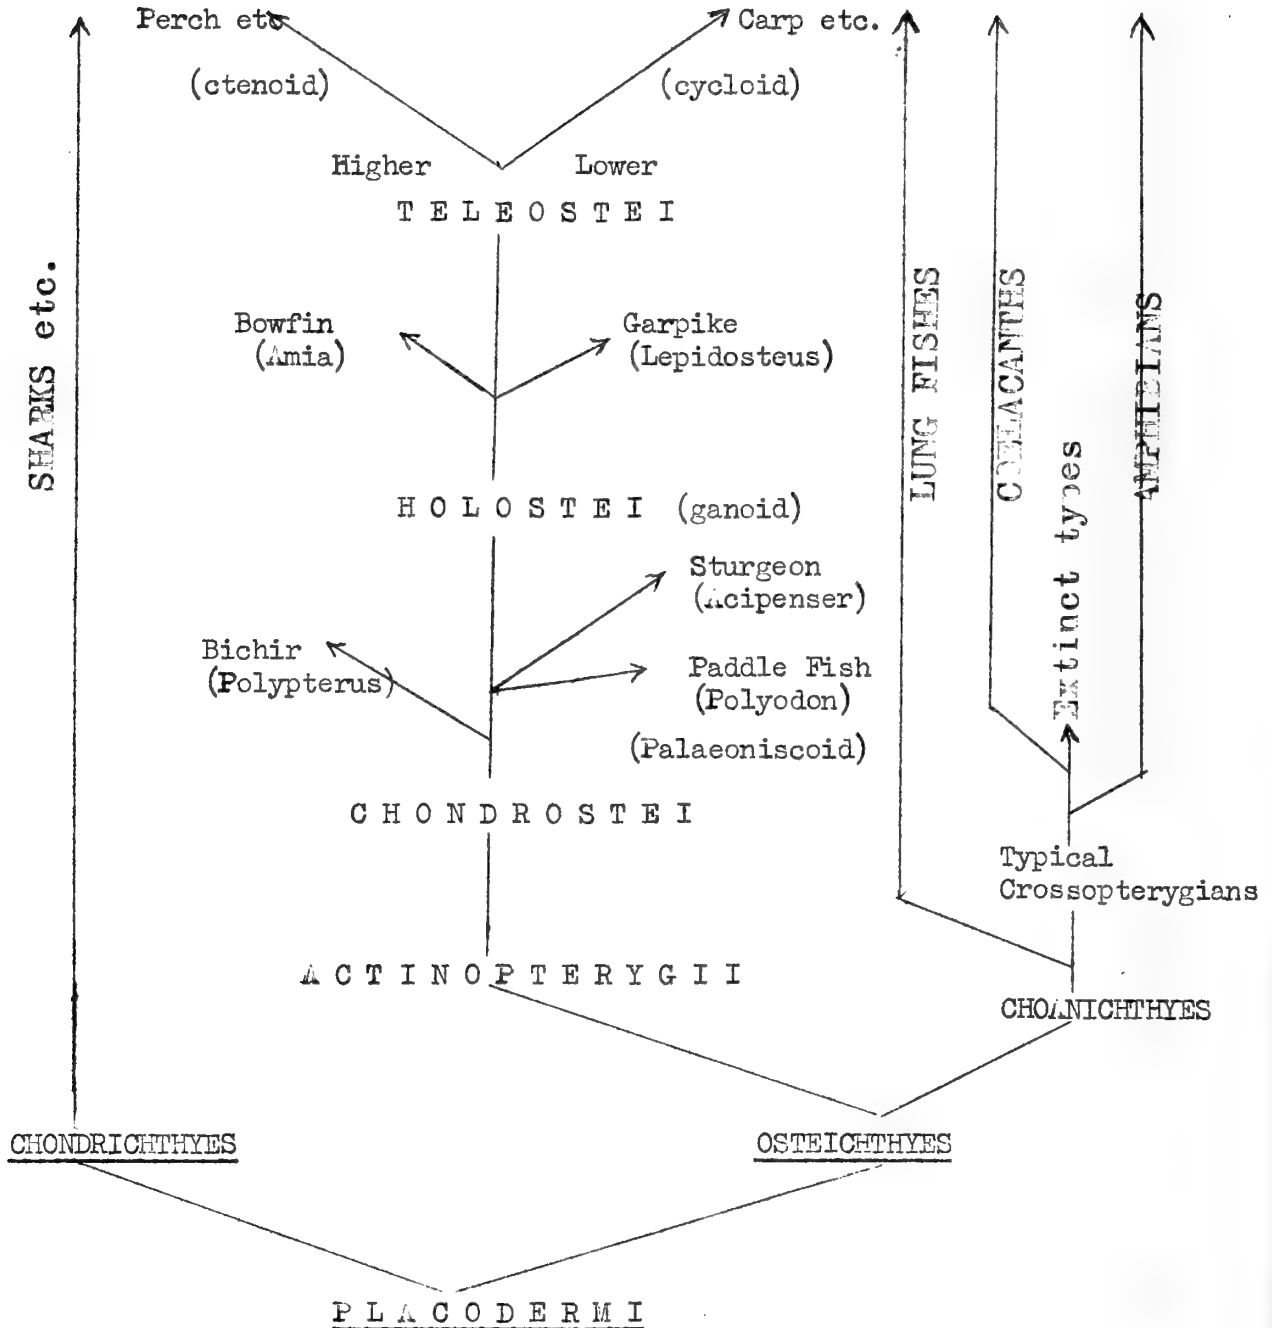 Perch etc
Carp etc.
(ctenoid)
(cycloid)
Higher
Lower
TELEOSTEI
SHARKS etc.
Bowfin
(Amia)
Garpike
(Lepidosteus)
LUNG FISHES
COELACANTHS
Extinct types
AMPHIBIANS
HOLOSTEI (ganoid)
Sturgeon
(Acipenser)
Bichir
(Polypterus)
Paddle Fish
(Polyodon)
(Palaeoniscoid)
CHONDROSTEI
Typical
Crossopterygians
ACTINOPTERYGII
CHOANICHTHYES
CHONDRICHTHYES
OSTEICHTHYES
PLACODERMI